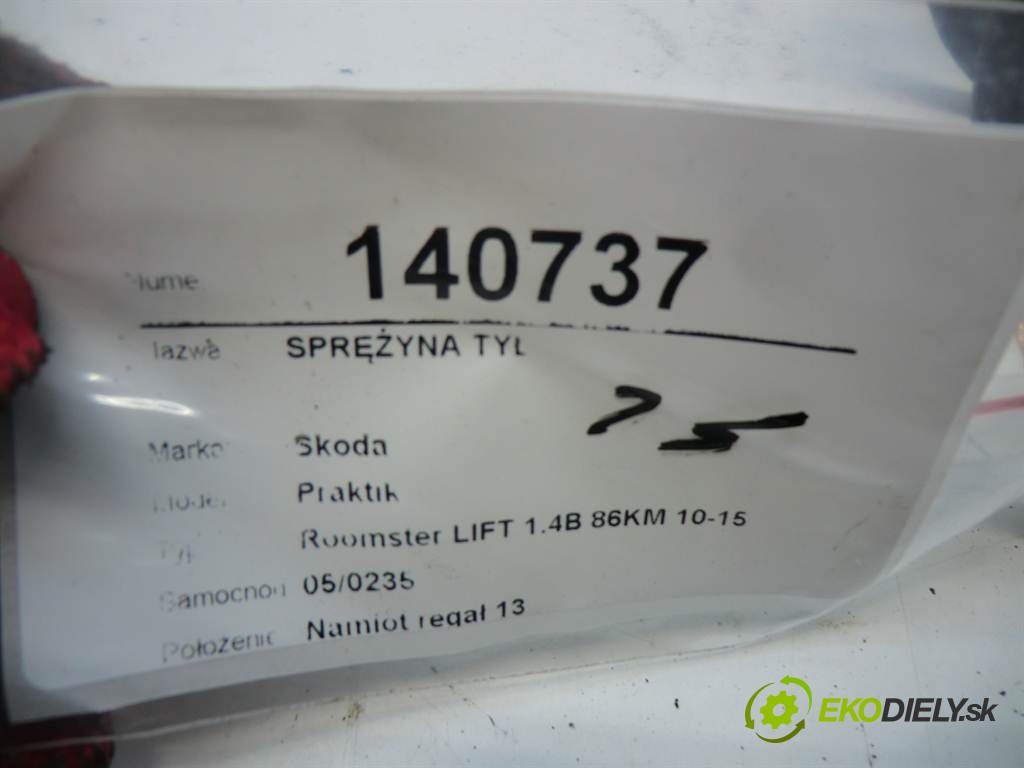 140737
SPRĘŻYNA TYŁ
Marka Skoda
Praktik
Roomster LIFT 1.4B 86KM 10-15
05/0235
Położenie Namiot regał 13
EKODIELY.sk